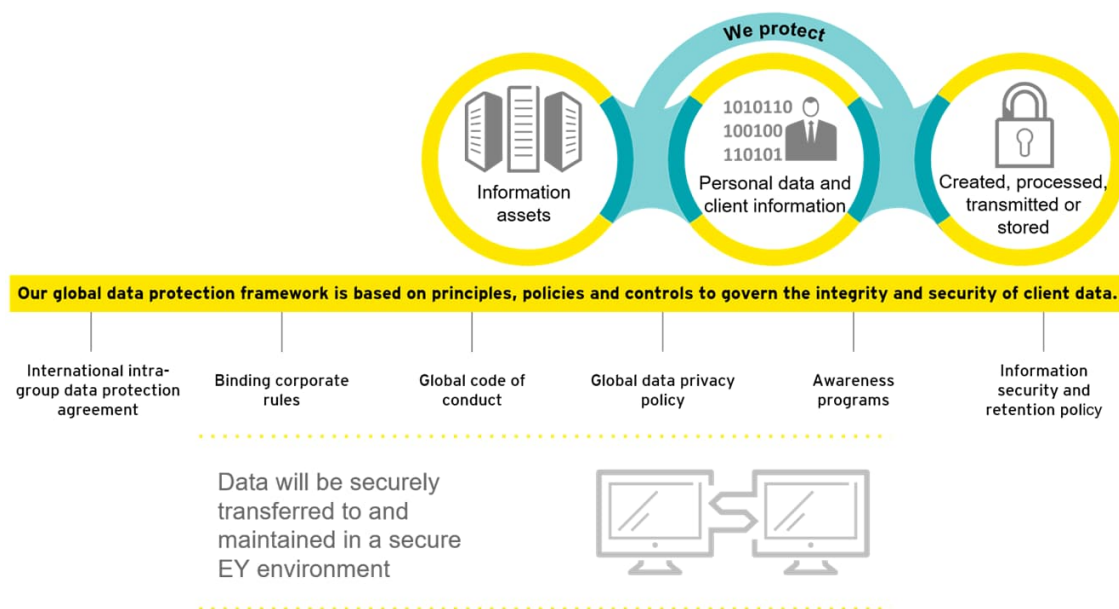 We protect
1010110
100100
110101
Information
assets
Personal data and
client information
Created, processed,
transmitted or
stored
Our global data protection framework is based on principles, policies and controls to govern the integrity and security of client data.
International intra-
group data protection
agreement
Binding corporate
rules
Global code of
conduct
Global data privacy
policy
Awareness
programs
Information
security and
retention policy
Data will be securely
transferred to and
maintained in a secure
EY environment